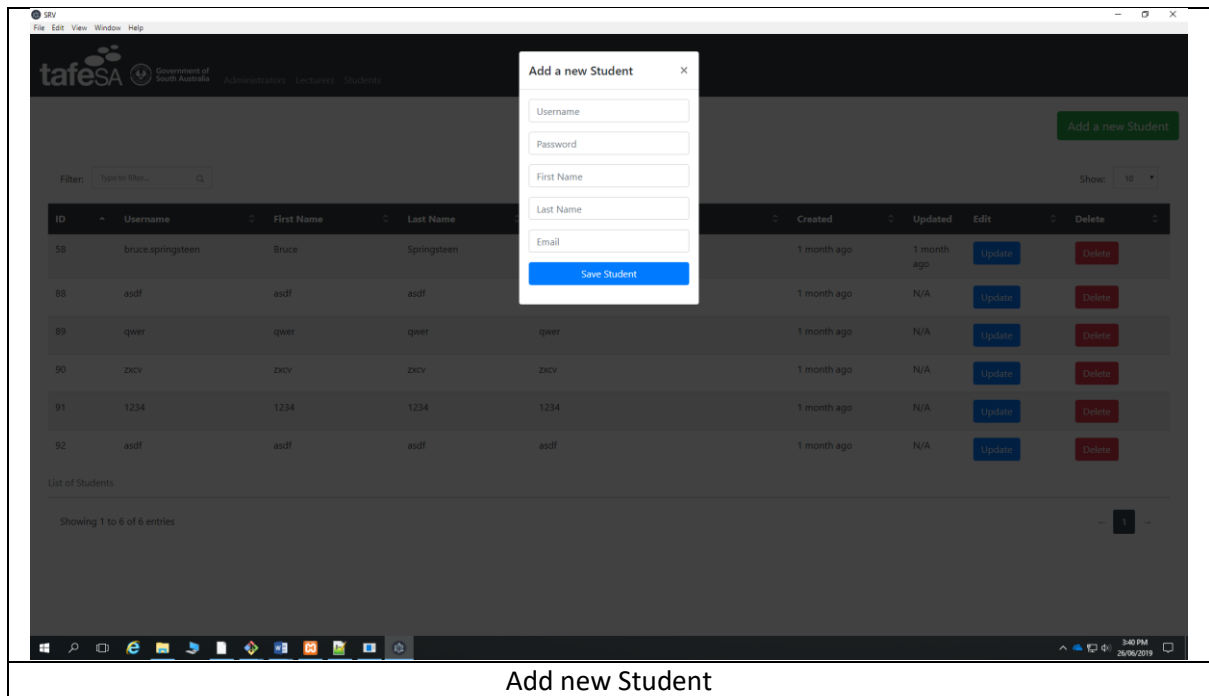 SRV
File Edit View Window Help
tafeSA Government of South Australia Administrators Lecturers Students
Add a new Student ×
Username
Password
First Name
Last Name
Email
Save Student
Add a new Student
Filter: Type to filter...
Show: 10
ID Username First Name Last Name Created Updated Edit Delete
58 bruce.springsteen Bruce Springsteen 1 month ago 1 month ago Update Delete
88 asdf asdf asdf 1 month ago N/A Update Delete
89 qwer qwer qwer qwer 1 month ago N/A Update Delete
90 zxcv zxcv zxcv zxcv 1 month ago N/A Update Delete
91 1234 1234 1234 1234 1 month ago N/A Update Delete
92 asdf asdf asdf asdf 1 month ago N/A Update Delete
List of Students
Showing 1 to 6 of 6 entries
← 1 →
3:40 PM
26/06/2019
Add new Student